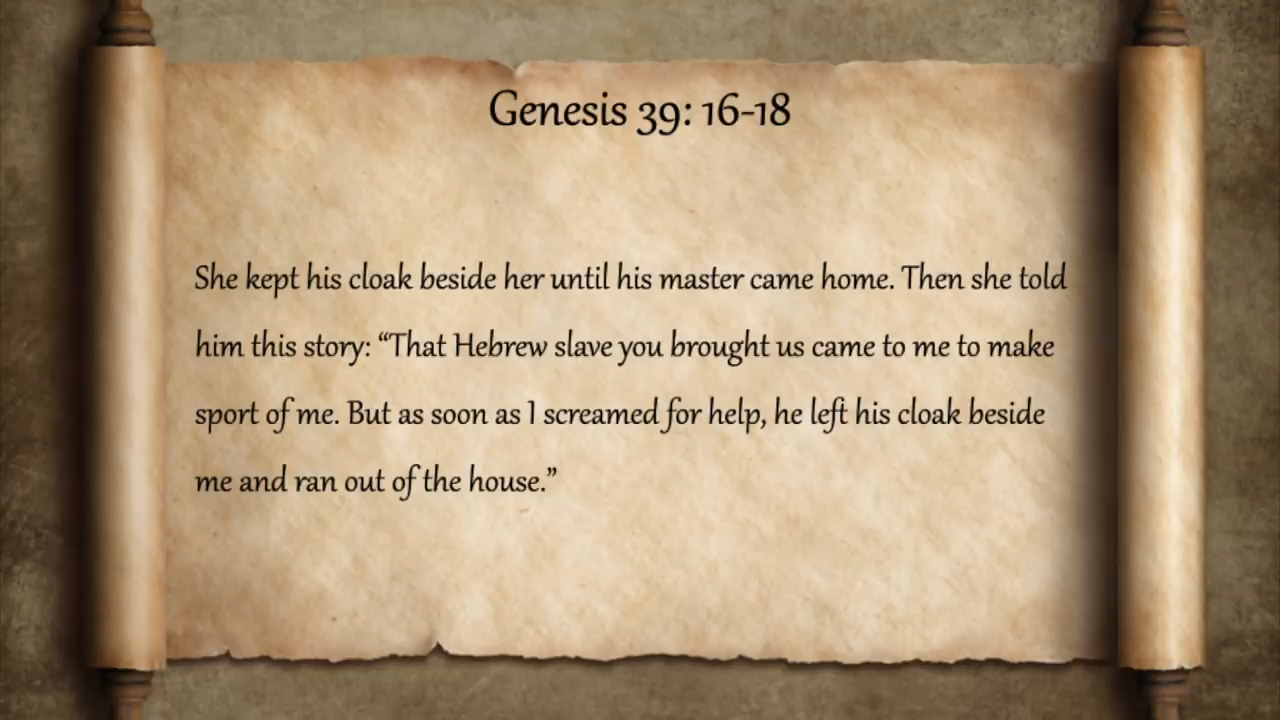 Genesis 39: 16-18
She kept his cloak beside her until his master came home. Then she told
him this story: “That Hebrew slave you brought us came to me to make
sport of me. But as soon as I screamed for help, he left his cloak beside
me and ran out of the house.”